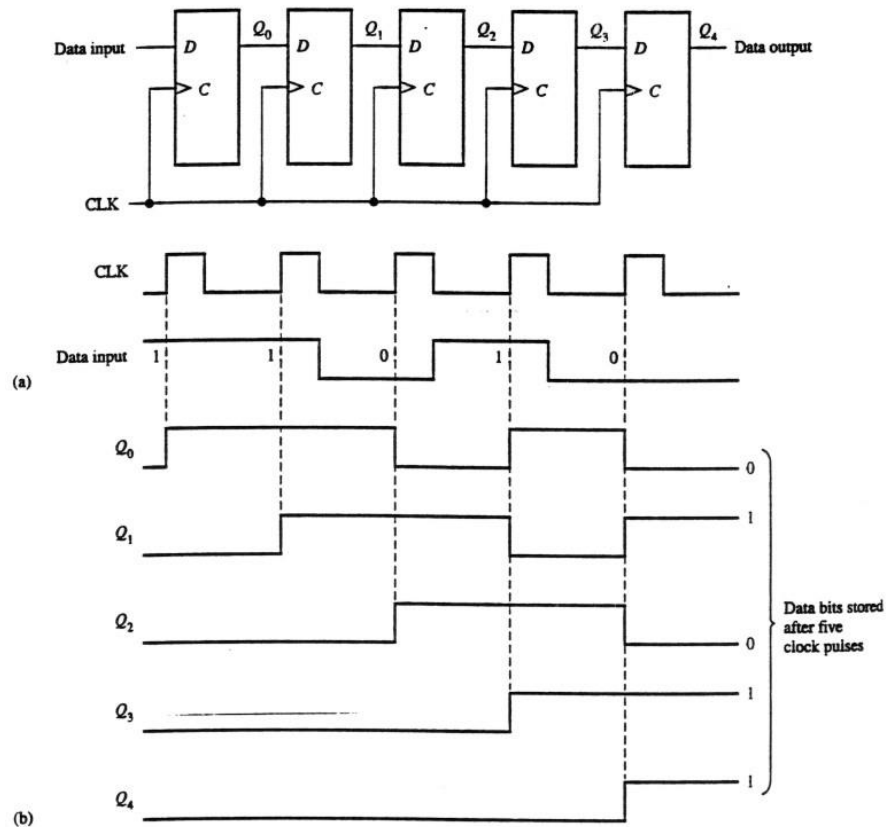 Data input D Q0 D Q1 D Q2 D Q3 D Q4 Data output
C C C C C
CLK
CLK
Data input 1 1 0 1 0
(a)
Q0 0
Q1 1
Data bits stored
after five
clock pulses
Q2 0
Q3 1
Q4 1
(b)